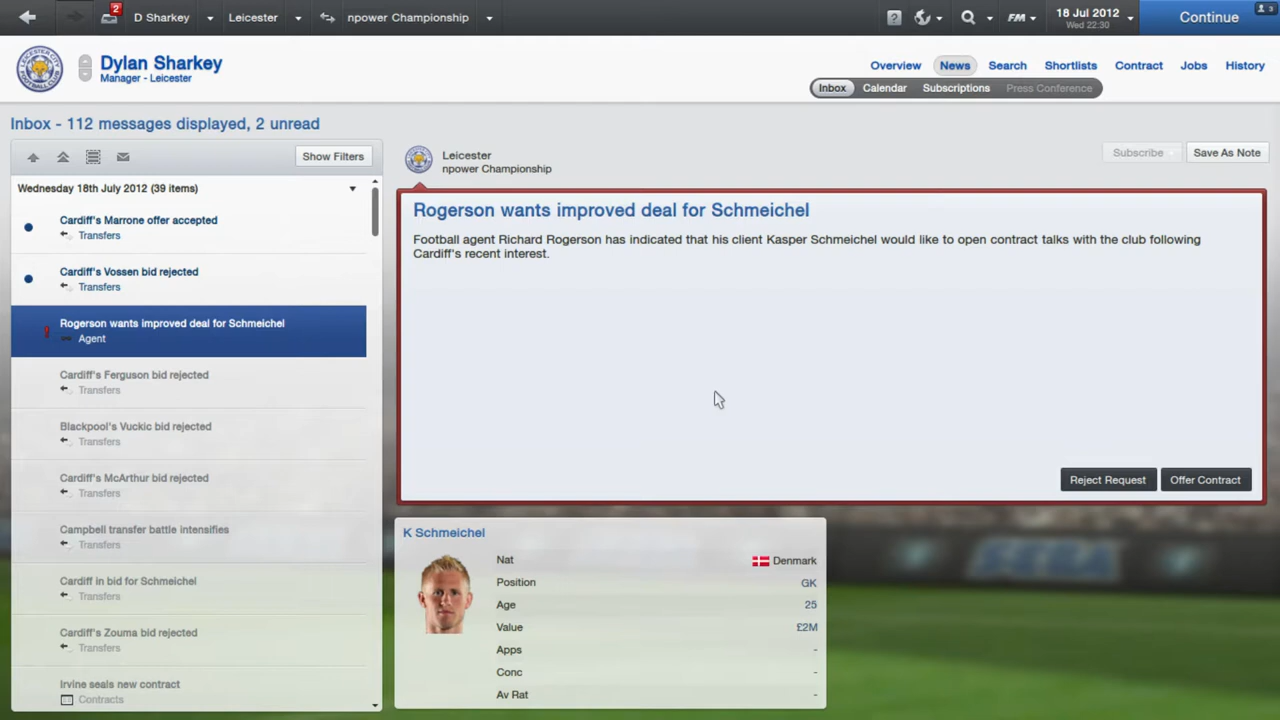 2
D Sharkey
Leicester
npower Championship
?
FM
18 Jul 2012
Wed 22:30
Continue
3
Dylan Sharkey
Manager - Leicester
Overview
News
Search
Shortlists
Contract
Jobs
History
Inbox
Calendar
Subscriptions
Press Conference
Inbox - 112 messages displayed, 2 unread
Show Filters
Wednesday 18th July 2012 (39 items)
Cardiff's Marrone offer accepted
Transfers
Cardiff's Vossen bid rejected
Transfers
Rogerson wants improved deal for Schmeichel
Agent
Cardiff's Ferguson bid rejected
Transfers
Blackpool's Vuckic bid rejected
Transfers
Cardiff's McArthur bid rejected
Transfers
Campbell transfer battle intensifies
Transfers
Cardiff in bid for Schmeichel
Transfers
Cardiff's Zouma bid rejected
Transfers
Irvine seals new contract
Contracts
Leicester
npower Championship
Subscribe
Save As Note
Rogerson wants improved deal for Schmeichel
Football agent Richard Rogerson has indicated that his client Kasper Schmeichel would like to open contract talks with the club following
Cardiff's recent interest.
Reject Request
Offer Contract
K Schmeichel
Nat
Denmark
Position
GK
Age
25
Value
£2M
Apps
-
Conc
-
Av Rat
-
SEGA